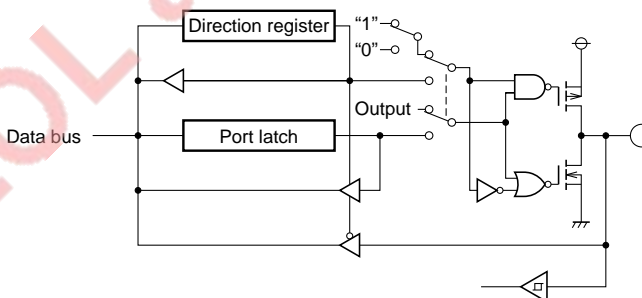 Direction register
“1”
“0”
Output
Data bus
Port latch